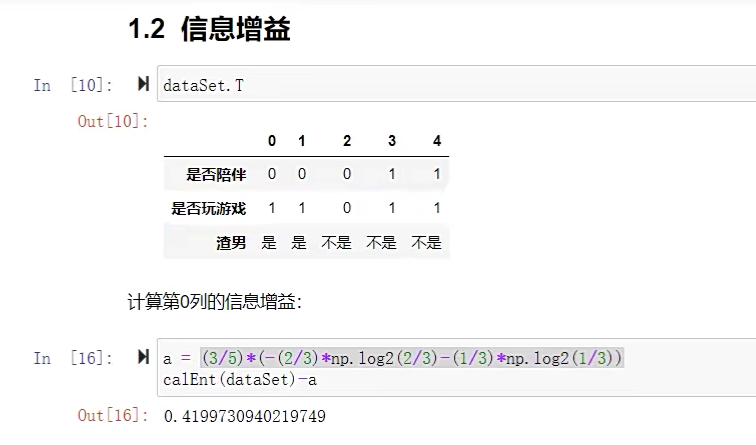 1.2 信息增益
In [10]: dataSet.T
Out[10]:
0 1 2 3 4
是否陪伴 0 0 0 1 1
是否玩游戏 1 1 0 1 1
渣男 是 是 不是 不是 不是
计算第0列的信息增益:
In [16]: a = (3/5)*(-(2/3)*np.log2(2/3)-(1/3)*np.log2(1/3))
calEnt(dataSet)-a
Out[16]: 0.4199730940219749